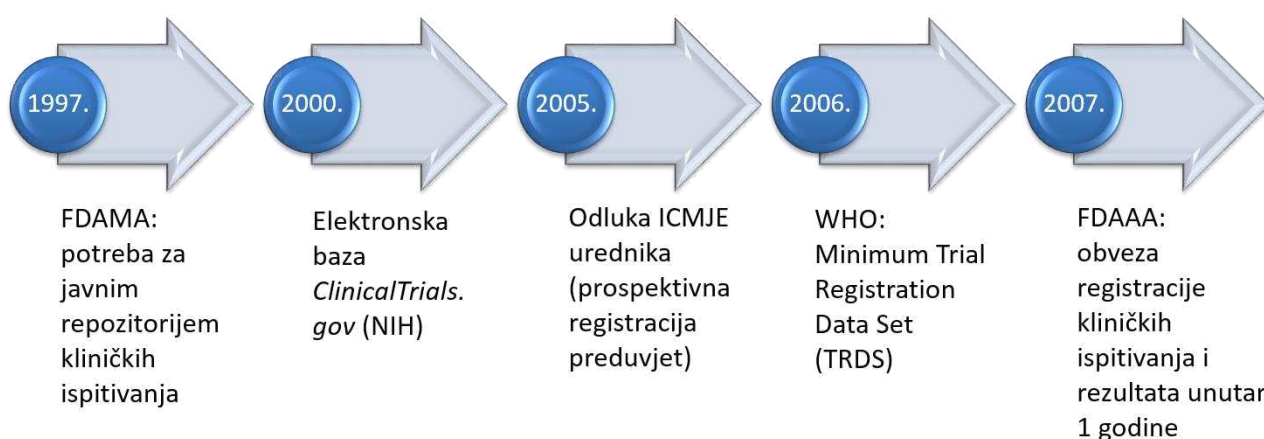 1997.
FDAMA:
potreba za
javnim
repozitorijem
kliničkih
ispitivanja
2000.
Elektronska
baza
ClinicalTrials.
gov (NIH)
2005.
Odluka ICMJE
urednika
(prospektivna
registracija
preduvjet)
2006.
WHO:
Minimum Trial
Registration
Data Set
(TRDS)
2007.
FDAAA:
obveza
registracije
kliničkih
ispitivanja i
rezultata unutar
1 godine